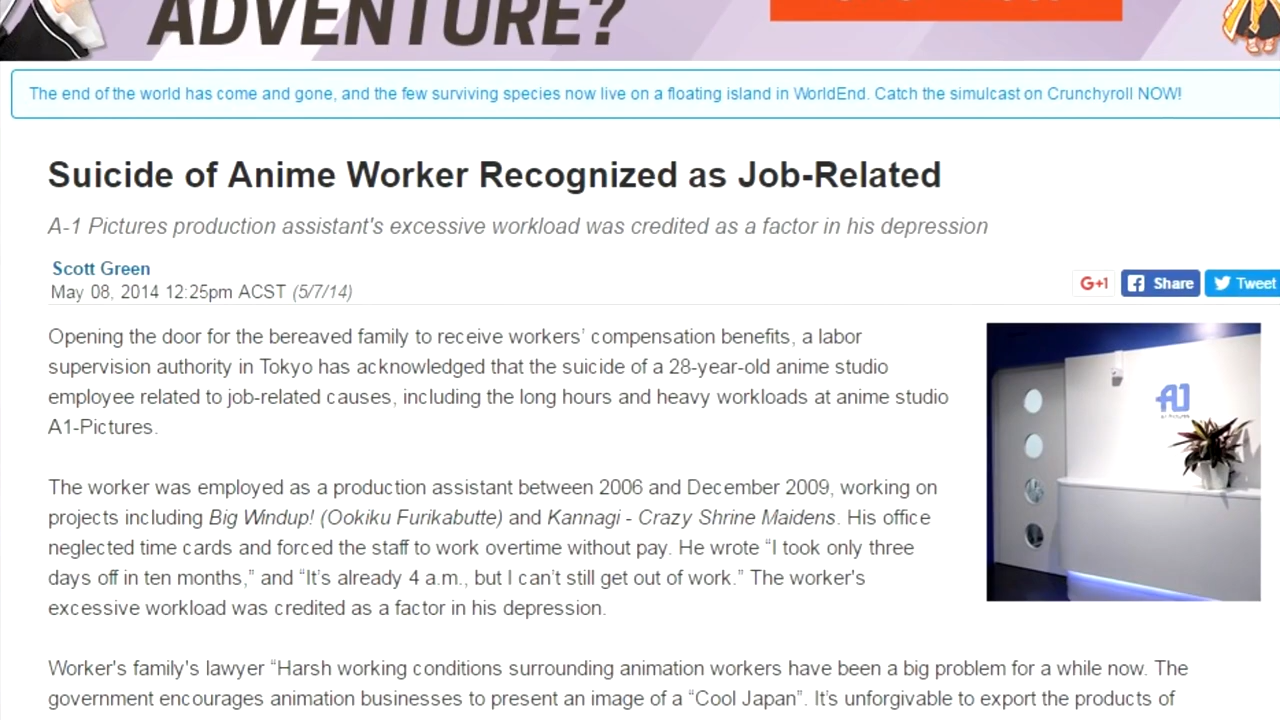 ADVENTURE?
The end of the world has come and gone, and the few surviving species now live on a floating island in WorldEnd. Catch the simulcast on Crunchyroll NOW!
Suicide of Anime Worker Recognized as Job-Related
A-1 Pictures production assistant's excessive workload was credited as a factor in his depression
Scott Green
May 08, 2014 12:25pm ACST (5/7/14)
G+1 Share Tweet
Opening the door for the bereaved family to receive workers’ compensation benefits, a labor
supervision authority in Tokyo has acknowledged that the suicide of a 28-year-old anime studio
employee related to job-related causes, including the long hours and heavy workloads at anime studio
A1-Pictures.
A1
The worker was employed as a production assistant between 2006 and December 2009, working on
projects including Big Windup! (Ookiku Furikabutte) and Kannagi - Crazy Shrine Maidens. His office
neglected time cards and forced the staff to work overtime without pay. He wrote “I took only three
days off in ten months,” and “It’s already 4 a.m., but I can’t still get out of work.” The worker's
excessive workload was credited as a factor in his depression.
Worker's family's lawyer “Harsh working conditions surrounding animation workers have been a big problem for a while now. The
government encourages animation businesses to present an image of a “Cool Japan”. It’s unforgivable to export the products of